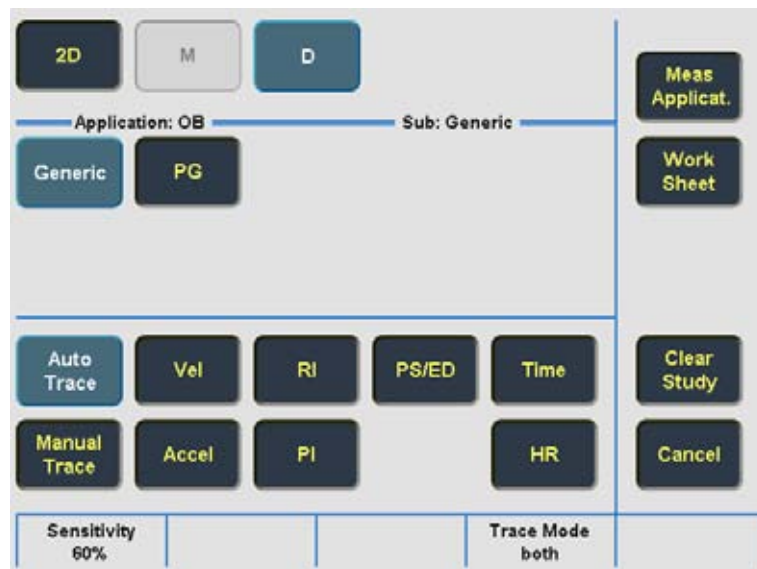 2D
M
D
Meas
Applicat.
Application: OB
Sub: Generic
Generic
PG
Work
Sheet
Auto
Trace
Vel
RI
PS/ED
Time
Clear
Study
Manual
Trace
Accel
PI
HR
Cancel
Sensitivity
60%
Trace Mode
both